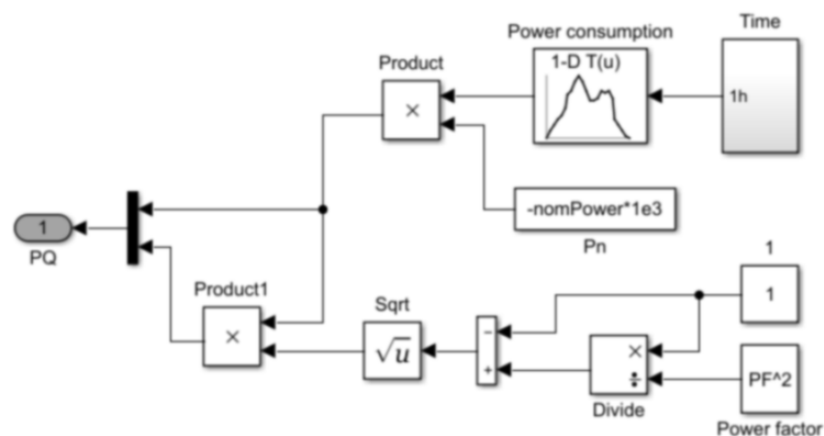 Time
Power consumption
1-D T(u)
1h
Product
×
-nomPower*1e3
Pn
1
PQ
Product1
×
Sqrt
√u
−
+
1
1
×
÷
Divide
PF^2
Power factor